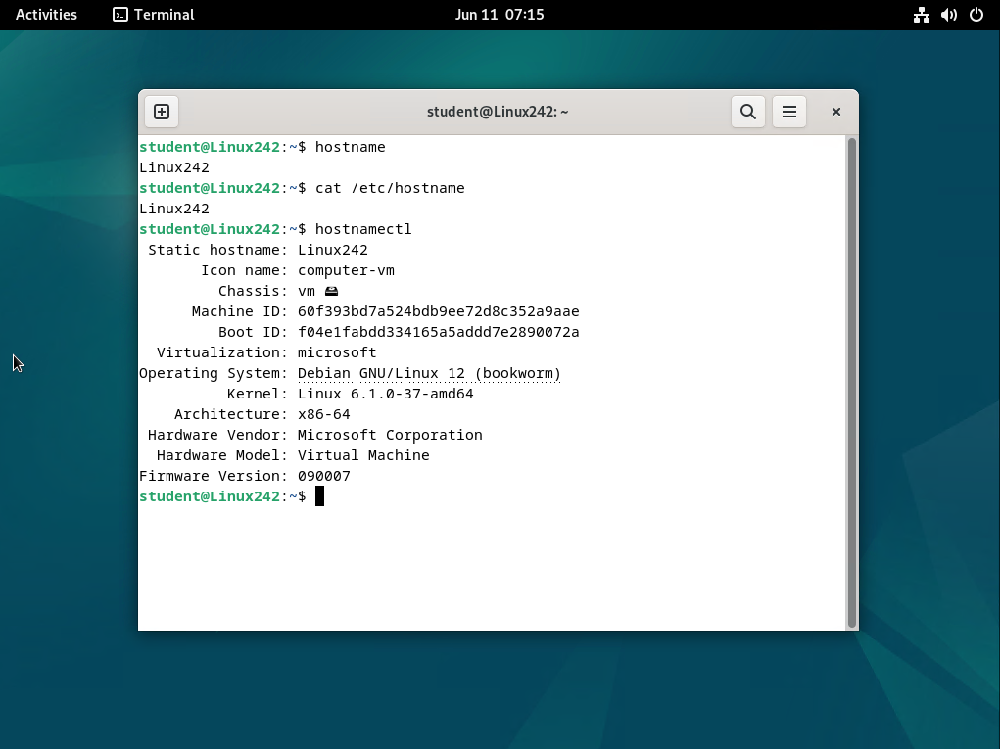 Activities Terminal Jun 11 07:15
student@Linux242: ~
student@Linux242:~$ hostname
Linux242
student@Linux242:~$ cat /etc/hostname
Linux242
student@Linux242:~$ hostnamectl
Static hostname: Linux242
Icon name: computer-vm
Chassis: vm 🖴
Machine ID: 60f393bd7a524bdb9ee72d8c352a9aae
Boot ID: f04e1fabdd334165a5addd7e2890072a
Virtualization: microsoft
Operating System: Debian GNU/Linux 12 (bookworm)
Kernel: Linux 6.1.0-37-amd64
Architecture: x86-64
Hardware Vendor: Microsoft Corporation
Hardware Model: Virtual Machine
Firmware Version: 090007
student@Linux242:~$